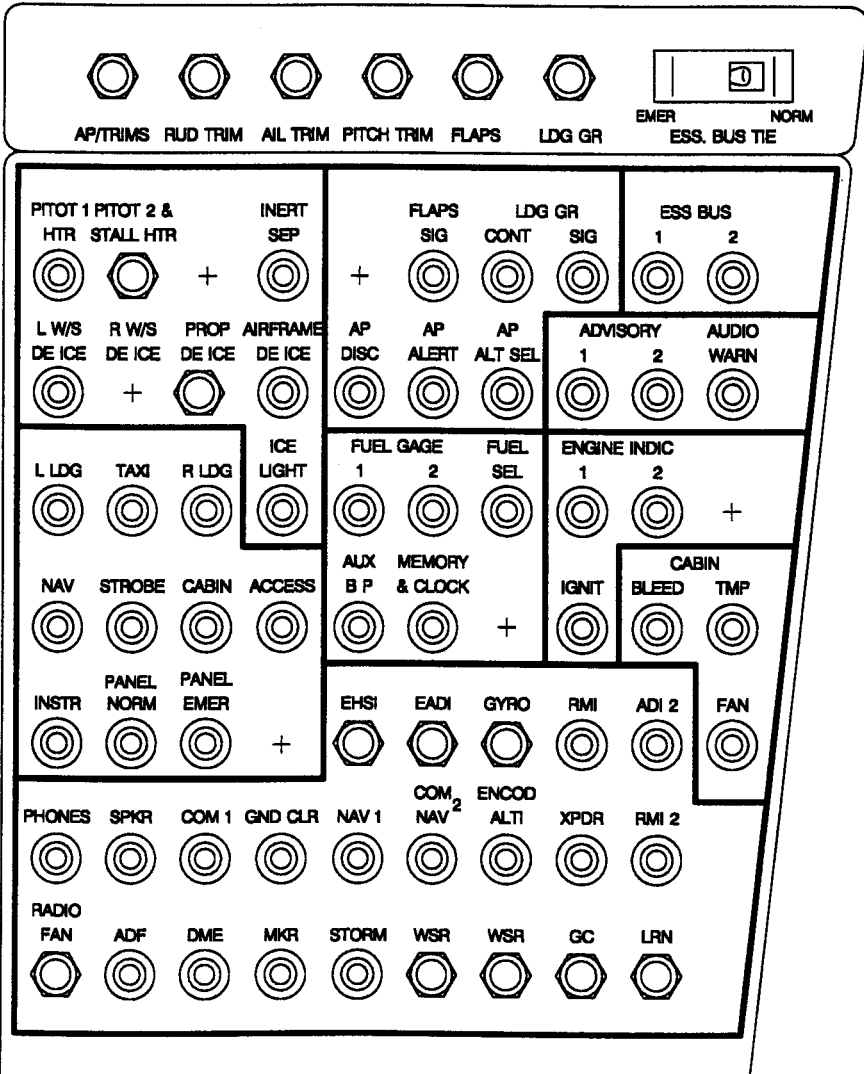 EMER NORM
AP/TRIMS RUD TRIM AIL TRIM PITCH TRIM FLAPS LDG GR ESS. BUS TIE
PITOT 1 PITOT 2 & INERT FLAPS LDG GR ESS BUS
HTR STALL HTR SEP SIG CONT SIG 1 2
L W/S R W/S PROP AIRFRAME AP AP AP ADVISORY AUDIO
DE ICE DE ICE DE ICE DE ICE DISC ALERT ALT SEL 1 2 WARN
ICE FUEL GAGE FUEL ENGINE INDIC
L LDG TAXI R LDG LIGHT 1 2 SEL 1 2
AUX MEMORY CABIN
NAV STROBE CABIN ACCESS B P & CLOCK IGNIT BLEED TMP
PANEL PANEL
INSTR NORM EMER EHSI EADI GYRO RMI ADI 2 FAN
COM 2 ENCOD
PHONES SPKR COM 1 GND CLR NAV 1 NAV ALTI XPDR RMI 2
RADIO
FAN ADF DME MKR STORM WSR WSR GC LRN